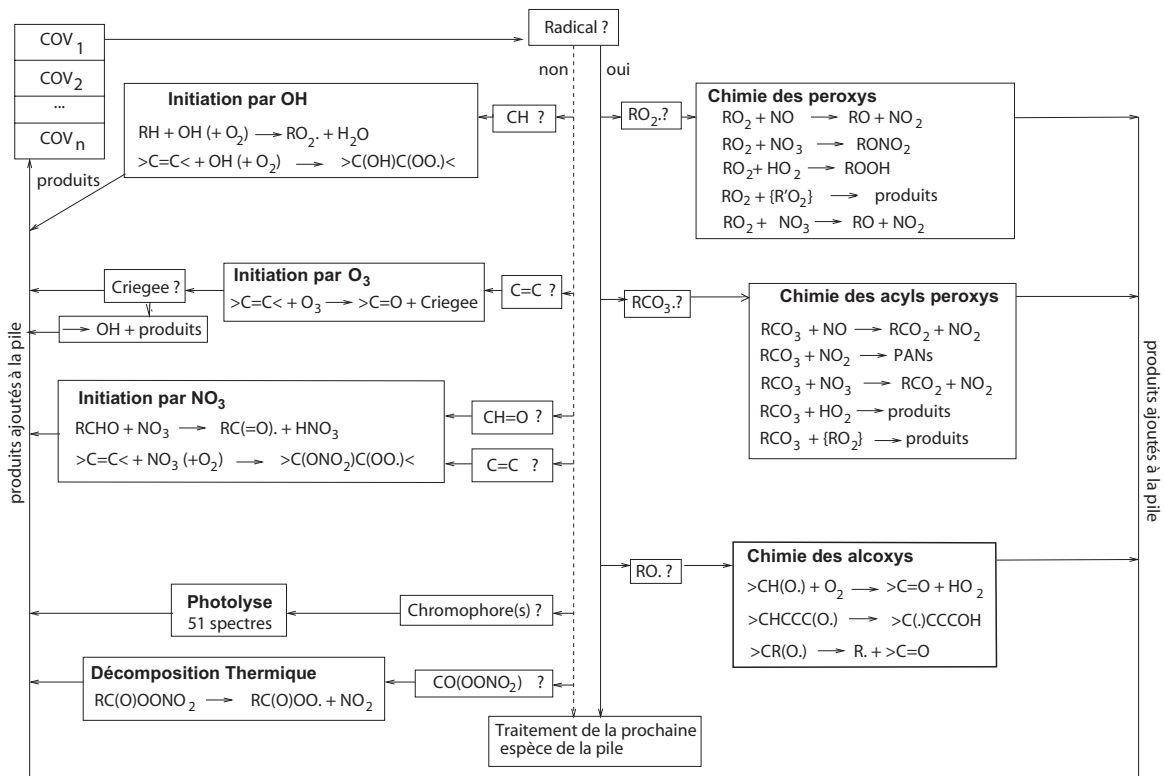 COV1
COV2
...
COVn
produits
Radical ?
non
oui
Initiation par OH
RH + OH (+ O2) → RO2. + H2O
>C=C< + OH (+ O2) → >C(OH)C(OO.)<
CH ?
RO2.?
Chimie des peroxys
RO2 + NO → RO + NO2
RO2 + NO3 → RONO2
RO2+ HO2 → ROOH
RO2 + {R'O2} → produits
RO2 + NO3 → RO + NO2
Criegee ?
→ OH + produits
Initiation par O3
>C=C< + O3 → >C=O + Criegee
C=C ?
RCO3.?
Chimie des acyls peroxys
RCO3 + NO → RCO2 + NO2
RCO3 + NO2 → PANs
RCO3 + NO3 → RCO2 + NO2
RCO3 + HO2 → produits
RCO3 + {RO2} → produits
produits ajoutés à la pile
Initiation par NO3
RCHO + NO3 → RC(=O). + HNO3
>C=C< + NO3 (+O2) → >C(ONO2)C(OO.)<
CH=O ?
C=C ?
produits ajoutés à la pile
RO. ?
Chimie des alcoxys
>CH(O.) + O2 → >C=O + HO2
>CHCCC(O.) → >C(.)CCCOH
>CR(O.) → R. + >C=O
Photolyse
51 spectres
Chromophore(s) ?
Décomposition Thermique
RC(O)OONO2 → RC(O)OO. + NO2
CO(OONO2) ?
Traitement de la prochaine
espèce de la pile